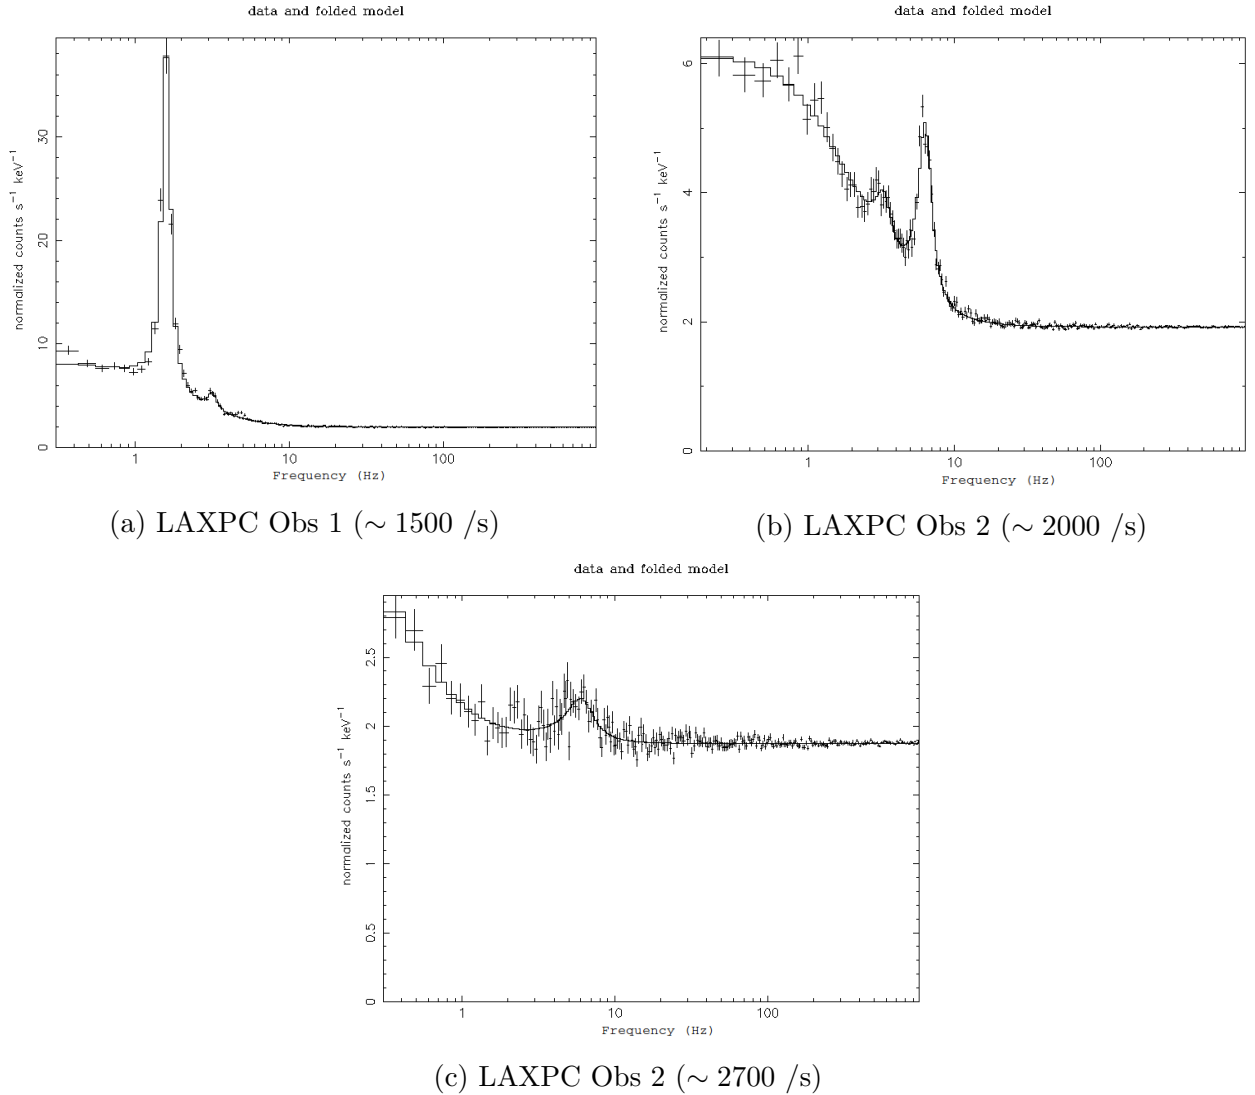 data and folded model
normalized counts s⁻¹ keV⁻¹
0
10
20
30
1
10
100
Frequency (Hz)
(a) LAXPC Obs 1 (∼ 1500 /s)
data and folded model
normalized counts s⁻¹ keV⁻¹
0
2
4
6
1
10
100
Frequency (Hz)
(b) LAXPC Obs 2 (∼ 2000 /s)
data and folded model
normalized counts s⁻¹ keV⁻¹
0
0.5
1
1.5
2
2.5
1
10
100
Frequency (Hz)
(c) LAXPC Obs 2 (∼ 2700 /s)